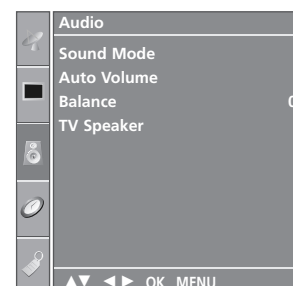 Audio
Sound Mode
Auto Volume
Balance 0
TV Speaker
▲▼ ◄► OK MENU